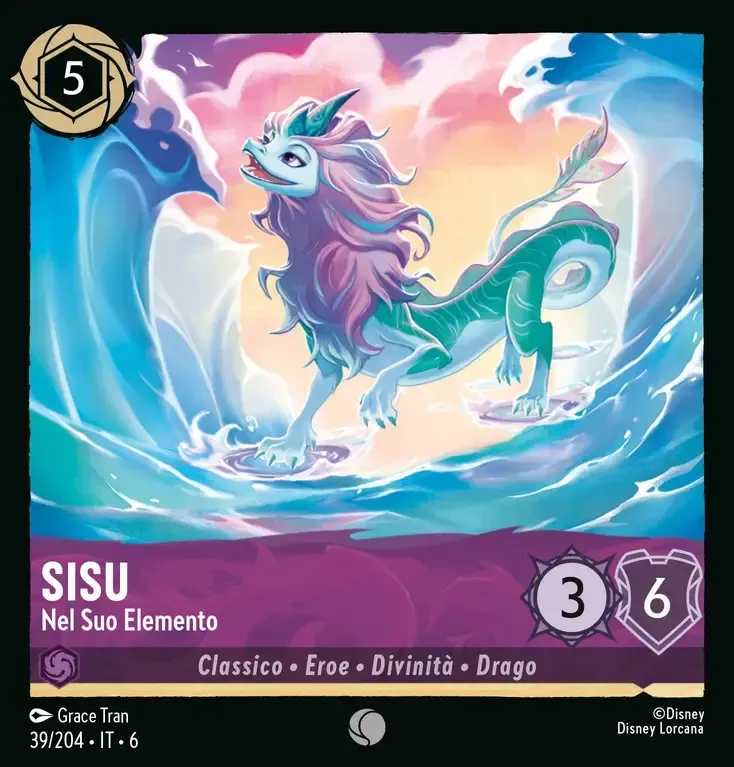 5
SISU
Nel Suo Elemento
3
6
Classico • Eroe • Divinità • Drago
Grace Tran
©Disney
39/204 • IT • 6
Disney Lorcana